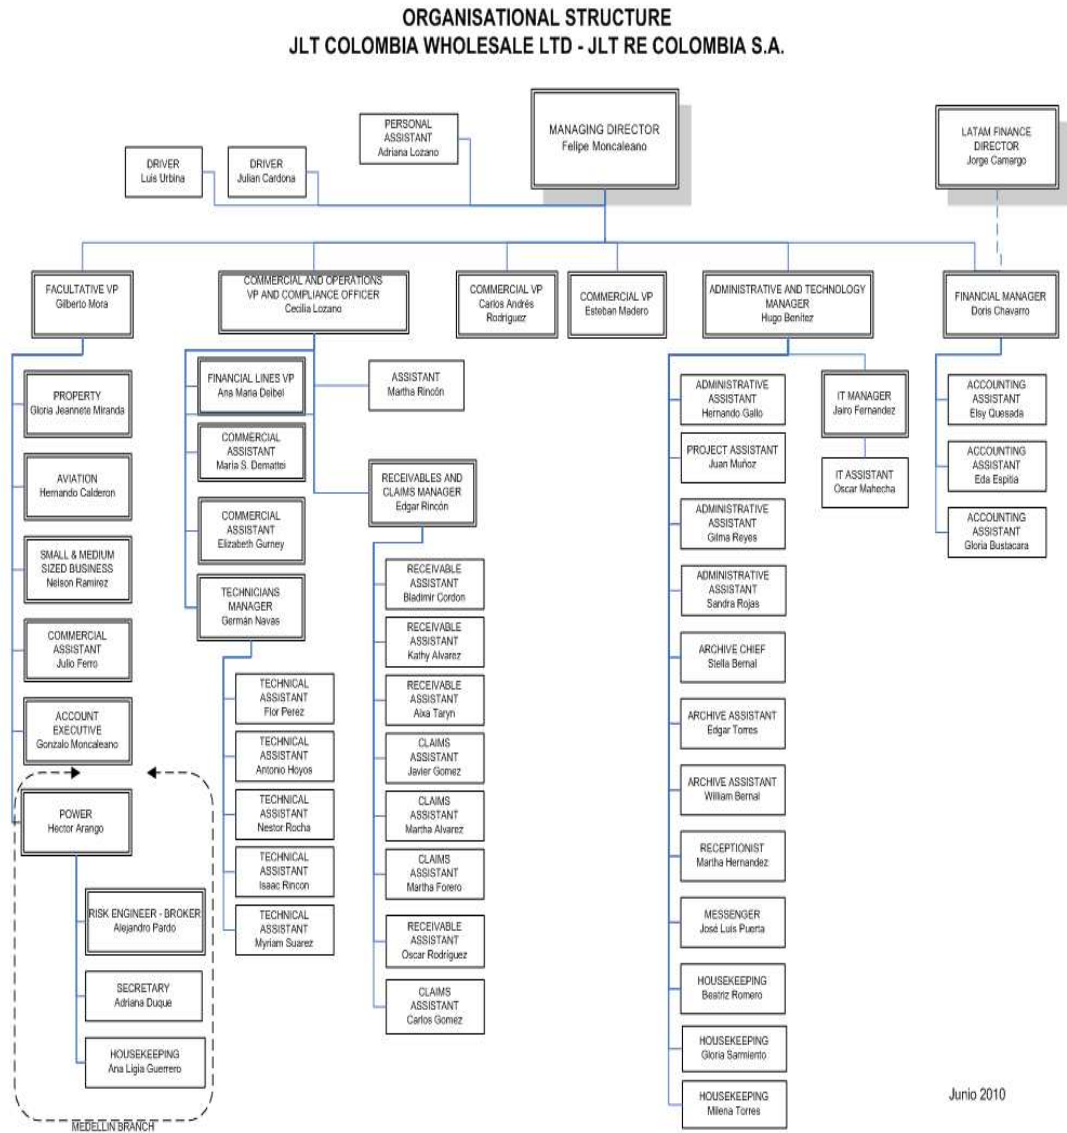 ORGANISATIONAL STRUCTURE
JLT COLOMBIA WHOLESALE LTD - JLT RE COLOMBIA S.A.
MANAGING DIRECTOR
Felipe Moncaleano
PERSONAL
ASSISTANT
Adriana Lozano
LATAM FINANCE
DIRECTOR
Jorge Camargo
DRIVER
Luis Urbina
DRIVER
Julian Cardona
FACULTATIVE VP
Gilberto Mora
COMMERCIAL AND OPERATIONS
VP AND COMPLIANCE OFFICER
Cecilia Lozano
COMMERCIAL VP
Carlos Andrés
Rodríguez
COMMERCIAL VP
Esteban Madero
ADMINISTRATIVE AND TECHNOLOGY
MANAGER
Hugo Benitez
FINANCIAL MANAGER
Doris Chavarro
PROPERTY
Gloria Jeannete Miranda
AVIATION
Hernando Calderon
SMALL & MEDIUM
SIZED BUSINESS
Nelson Ramirez
COMMERCIAL
ASSISTANT
Julio Ferro
ACCOUNT
EXECUTIVE
Gonzalo Moncaleano
POWER
Hector Arango
RISK ENGINEER - BROKER
Alejandro Pardo
SECRETARY
Adriana Duque
HOUSEKEEPING
Ana Ligia Guerrero
MEDELLIN BRANCH
FINANCIAL LINES VP
Ana Maria Deibel
COMMERCIAL
ASSISTANT
Maria S. Demattei
COMMERCIAL
ASSISTANT
Elizabeth Gurney
TECHNICIANS
MANAGER
Germán Navas
TECHNICAL
ASSISTANT
Flor Perez
TECHNICAL
ASSISTANT
Antonio Hoyos
TECHNICAL
ASSISTANT
Nestor Rocha
TECHNICAL
ASSISTANT
Isaac Rincon
TECHNICAL
ASSISTANT
Myriam Suarez
ASSISTANT
Martha Rincón
RECEIVABLES AND
CLAIMS MANAGER
Edgar Rincón
RECEIVABLE
ASSISTANT
Bladimir Cordon
RECEIVABLE
ASSISTANT
Kathy Alvarez
RECEIVABLE
ASSISTANT
Aixa Taryn
CLAIMS
ASSISTANT
Javier Gomez
CLAIMS
ASSISTANT
Martha Alvarez
CLAIMS
ASSISTANT
Martha Forero
RECEIVABLE
ASSISTANT
Oscar Rodríguez
CLAIMS
ASSISTANT
Carlos Gomez
ADMINISTRATIVE
ASSISTANT
Hernando Gallo
PROJECT ASSISTANT
Juan Muñoz
ADMINISTRATIVE
ASSISTANT
Gilma Reyes
ADMINISTRATIVE
ASSISTANT
Sandra Rojas
ARCHIVE CHIEF
Stella Bernal
ARCHIVE ASSISTANT
Edgar Torres
ARCHIVE ASSISTANT
William Bernal
RECEPTIONIST
Martha Hernandez
MESSENGER
José Luis Puerta
HOUSEKEEPING
Beatriz Romero
HOUSEKEEPING
Gloria Sarmiento
HOUSEKEEPING
Milena Torres
IT MANAGER
Jairo Fernandez
IT ASSISTANT
Oscar Mahecha
ACCOUNTING
ASSISTANT
Elsy Quesada
ACCOUNTING
ASSISTANT
Eda Espitia
ACCOUNTING
ASSISTANT
Gloria Bustacara
Junio 2010